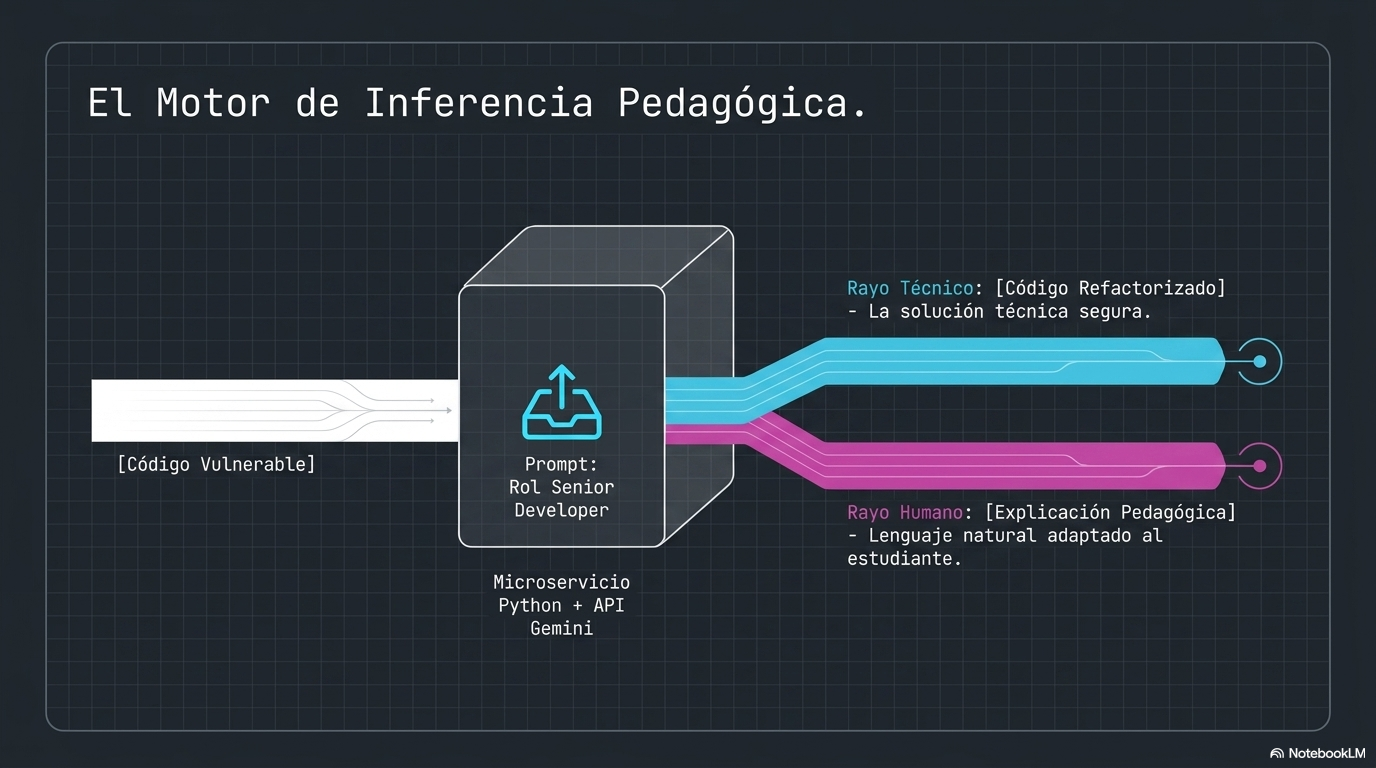 El Motor de Inferencia Pedagógica.
[Código Vulnerable]
Prompt:
Rol Senior
Developer
Microservicio
Python + API
Gemini
Rayo Técnico: [Código Refactorizado]
- La solución técnica segura.
Rayo Humano: [Explicación Pedagógica]
- Lenguaje natural adaptado al
estudiante.
NotebookLM